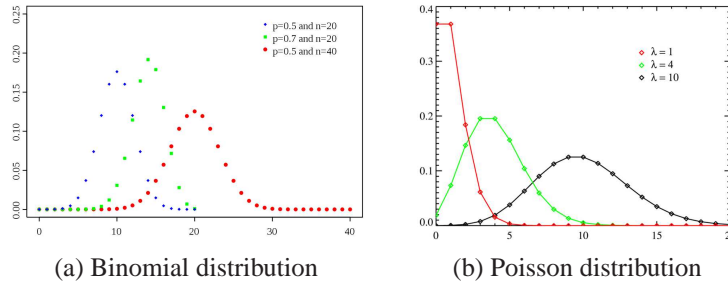 0.25
0.20
0.15
0.10
0.05
0.00
p=0.5 and n=20
p=0.7 and n=20
p=0.5 and n=40
0 10 20 30 40
(a) Binomial distribution
0.4
0.3
0.2
0.1
0.0
λ = 1
λ = 4
λ = 10
0 5 10 15
(b) Poisson distribution